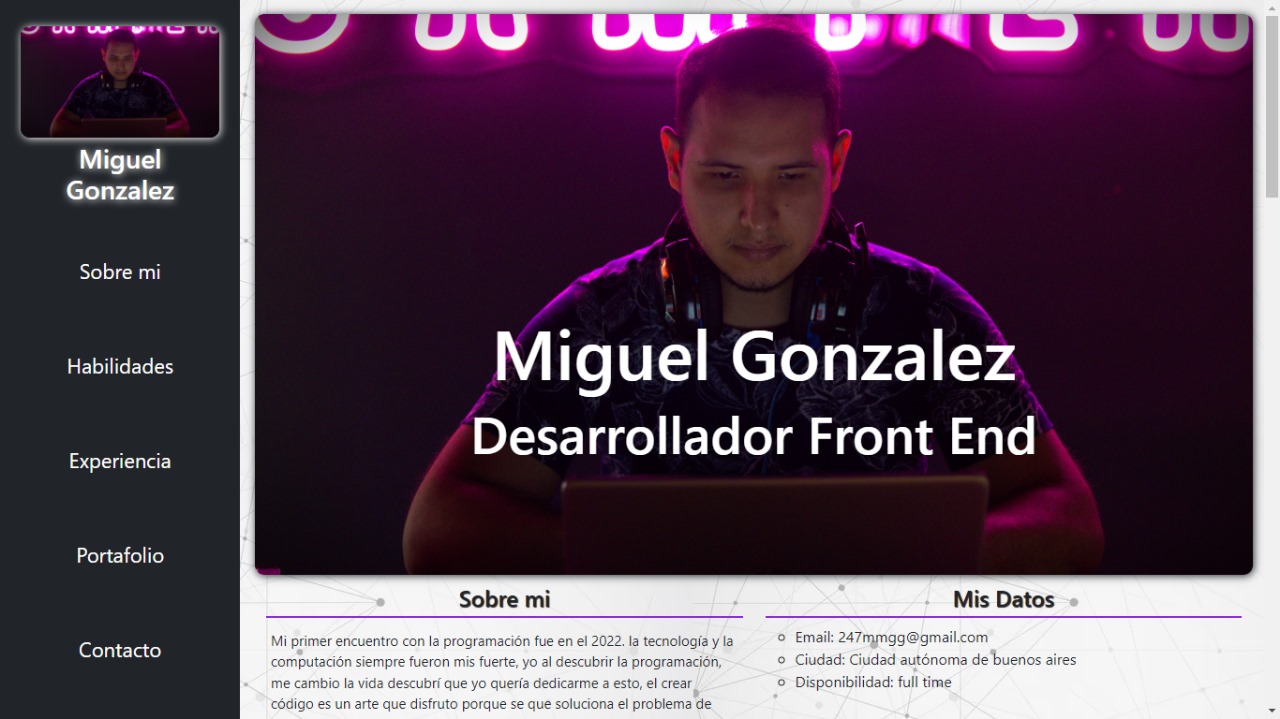 Miguel
Gonzalez
Sobre mi
Habilidades
Experiencia
Portafolio
Contacto
Miguel Gonzalez
Desarrollador Front End
Sobre mi
Mi primer encuentro con la programación fue en el 2022. la tecnología y la
computación siempre fueron mis fuerte, yo al descubrir la programación,
me cambio la vida descubrí que yo quería dedicarme a esto, el crear
código es un arte que disfruto porque se que soluciona el problema de
Mis Datos
Email: 247mmgg@gmail.com
Ciudad: Ciudad autónoma de buenos aires
Disponibilidad: full time